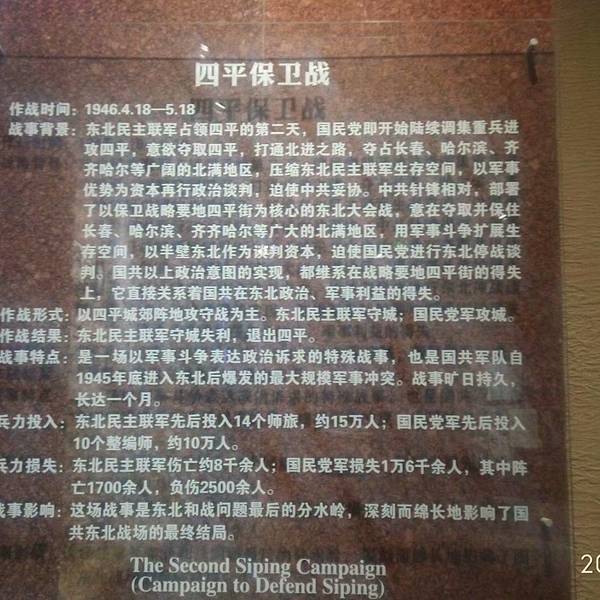 四平保卫战
作战时间：1946.4.18—5.18
战事背景：东北民主联军占领四平的第二天，国民党即开始陆续调集重兵进
攻四平，意欲夺取四平，打通北进之路，夺占长春、哈尔滨、齐
齐哈尔等广阔的北满地区，压缩东北民主联军生存空间，以军事
优势为资本再行政治谈判，迫使中共妥协。中共针锋相对，部署
了以保卫战略要地四平街为核心的东北大会战，意在夺取并保住
长春、哈尔滨、齐齐哈尔等广大的北满地区，用军事斗争扩展生
存空间，以半壁东北作为谈判资本，迫使国民党进行东北停战谈
判。国共以上政治意图的实现，都维系在战略要地四平街的得失
上，它直接关系着国共在东北政治、军事利益的得失。
作战形式：以四平城郊阵地攻守战为主。东北民主联军守城；国民党军攻城。
作战结果：东北民主联军守城失利，退出四平。
战事特点：是一场以军事斗争表达政治诉求的特殊战事，也是国共军队自
1945年底进入东北后爆发的最大规模军事冲突。战事旷日持久，
长达一个月。
兵力投入：东北民主联军先后投入14个师旅，约15万人；国民党军先后投入
10个整编师，约10万人。
兵力损失：东北民主联军伤亡约8千余人；国民党军损失1万6千余人，其中阵
亡1700余人，负伤2500余人。
战事影响：这场战事是东北和战问题最后的分水岭，深刻而绵长地影响了国
共东北战场的最终结局。
The Second Siping Campaign
(Campaign to Defend Siping)
20